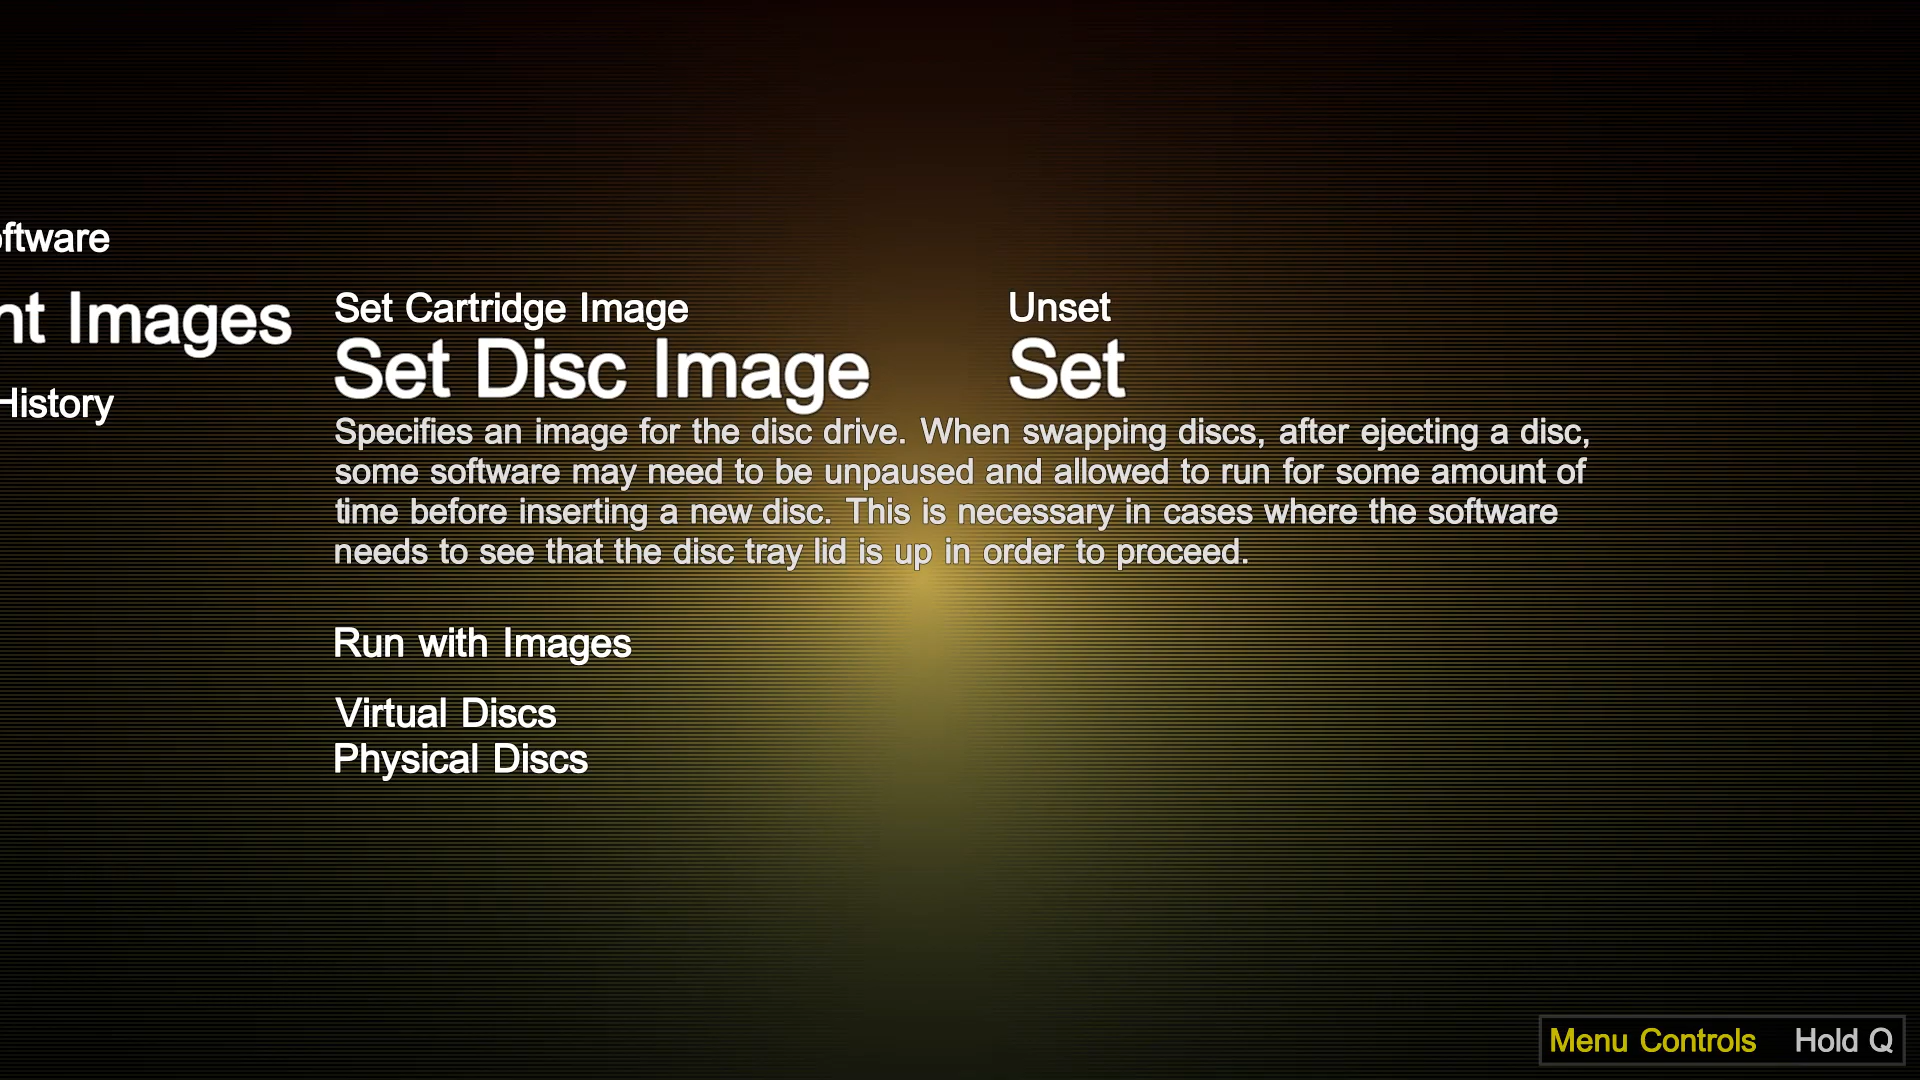 oftware
nt Images
History
Set Cartridge Image Unset
Set Disc Image Set
Specifies an image for the disc drive. When swapping discs, after ejecting a disc,
some software may need to be unpaused and allowed to run for some amount of
time before inserting a new disc. This is necessary in cases where the software
needs to see that the disc tray lid is up in order to proceed.
Run with Images
Virtual Discs
Physical Discs
Menu Controls Hold Q